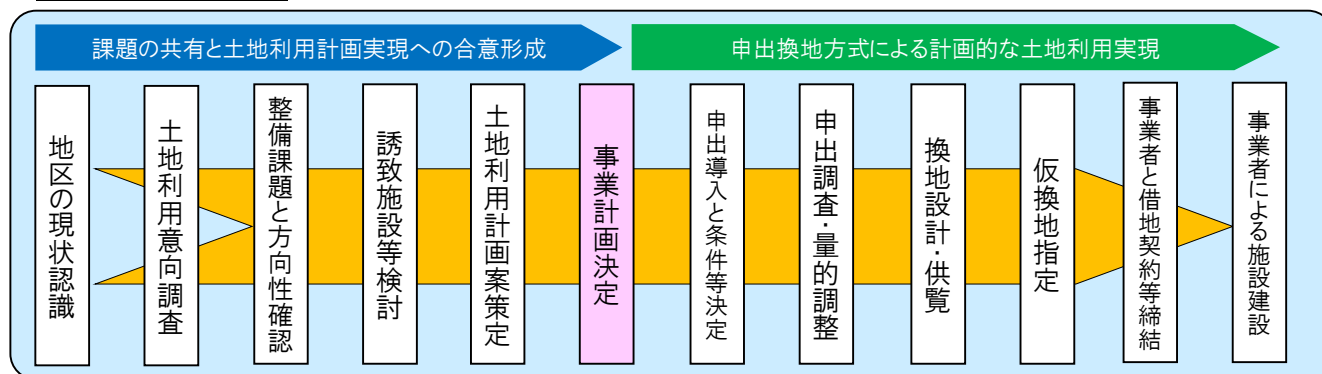 課題の共有と土地利用計画実現への合意形成
申出換地方式による計画的な土地利用実現
地区の現状認識
土地利用意向調査
整備課題と方向性確認
誘致施設等検討
土地利用計画案策定
事業計画決定
申出導入と条件等決定
申出調査・量的調整
換地設計・供覧
仮換地指定
事業者と借地契約等締結
事業者による施設建設